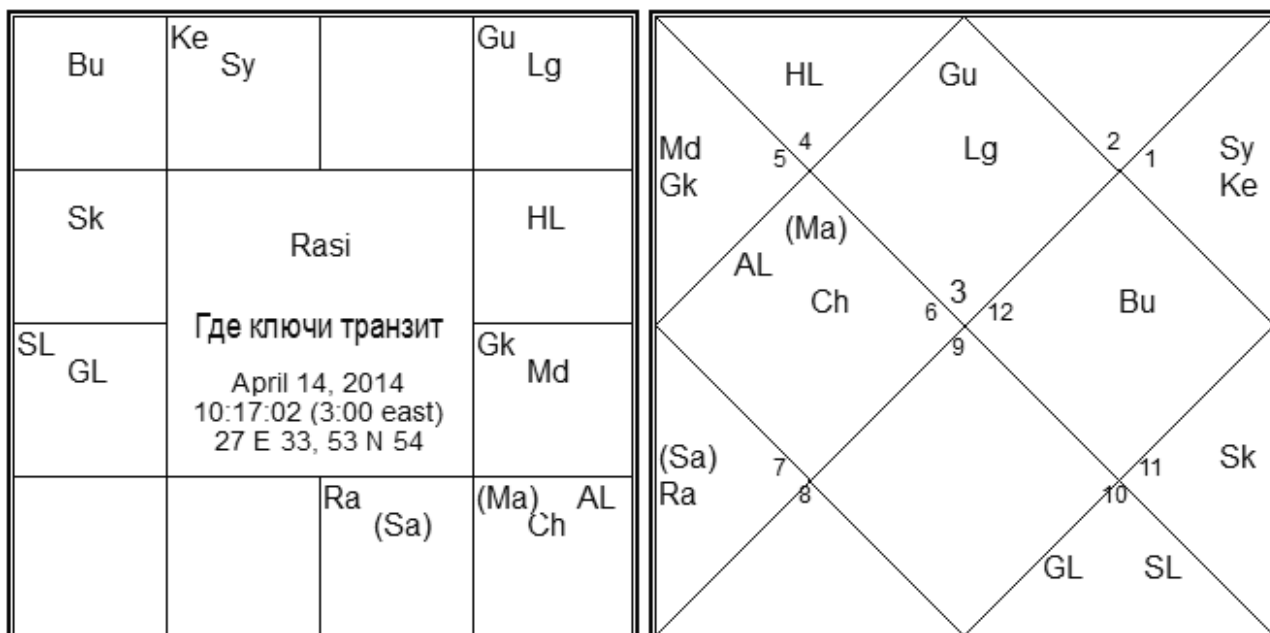 Bu
Ke
Sy
Gu
Lg
Sk
HL
SL
GL
Rasi
Где ключи транзит
April 14, 2014
10:17:02 (3:00 east)
27 E 33, 53 N 54
Gk
Md
Ra
(Sa)
(Ma) AL
Ch
HL
Gu
Md
Gk
5
4
Lg
2
1
Sy
Ke
(Ma)
AL
Ch
6
3
12
9
Bu
(Sa)
Ra
7
8
11
10
Sk
GL
SL